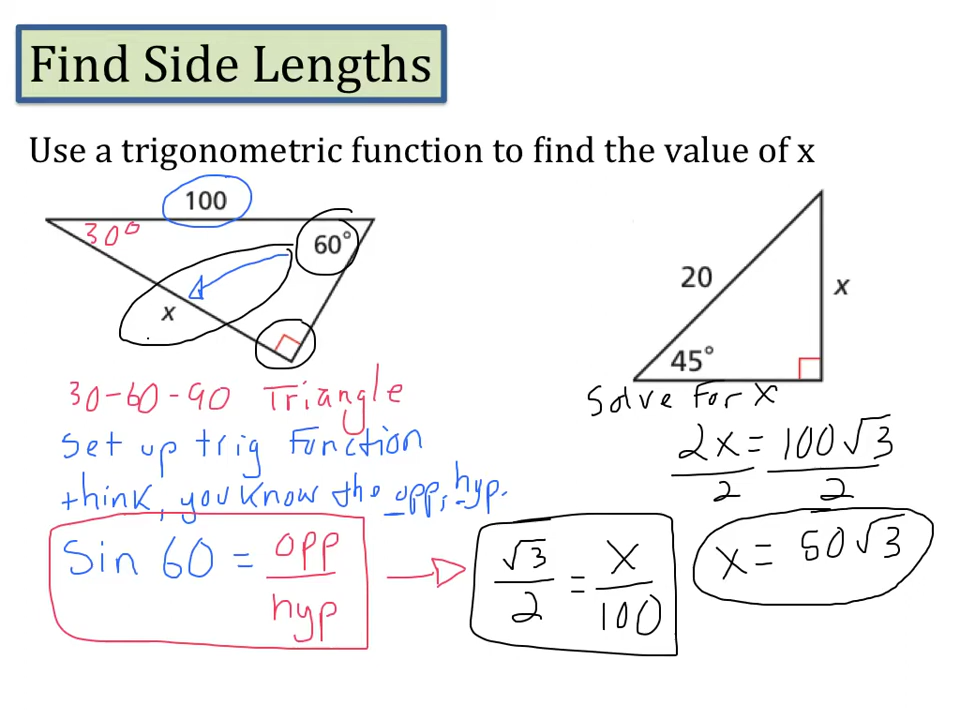 Find Side Lengths
Use a trigonometric function to find the value of x
100
30°
60°
x
20
x
45°
30-60-90 Triangle
Set up trig Function
think, you know the opp, hyp.
Sin 60 = opp/hyp
√3/2 = x/100
Solve For X
2x = 100√3
2 2
x = 50√3